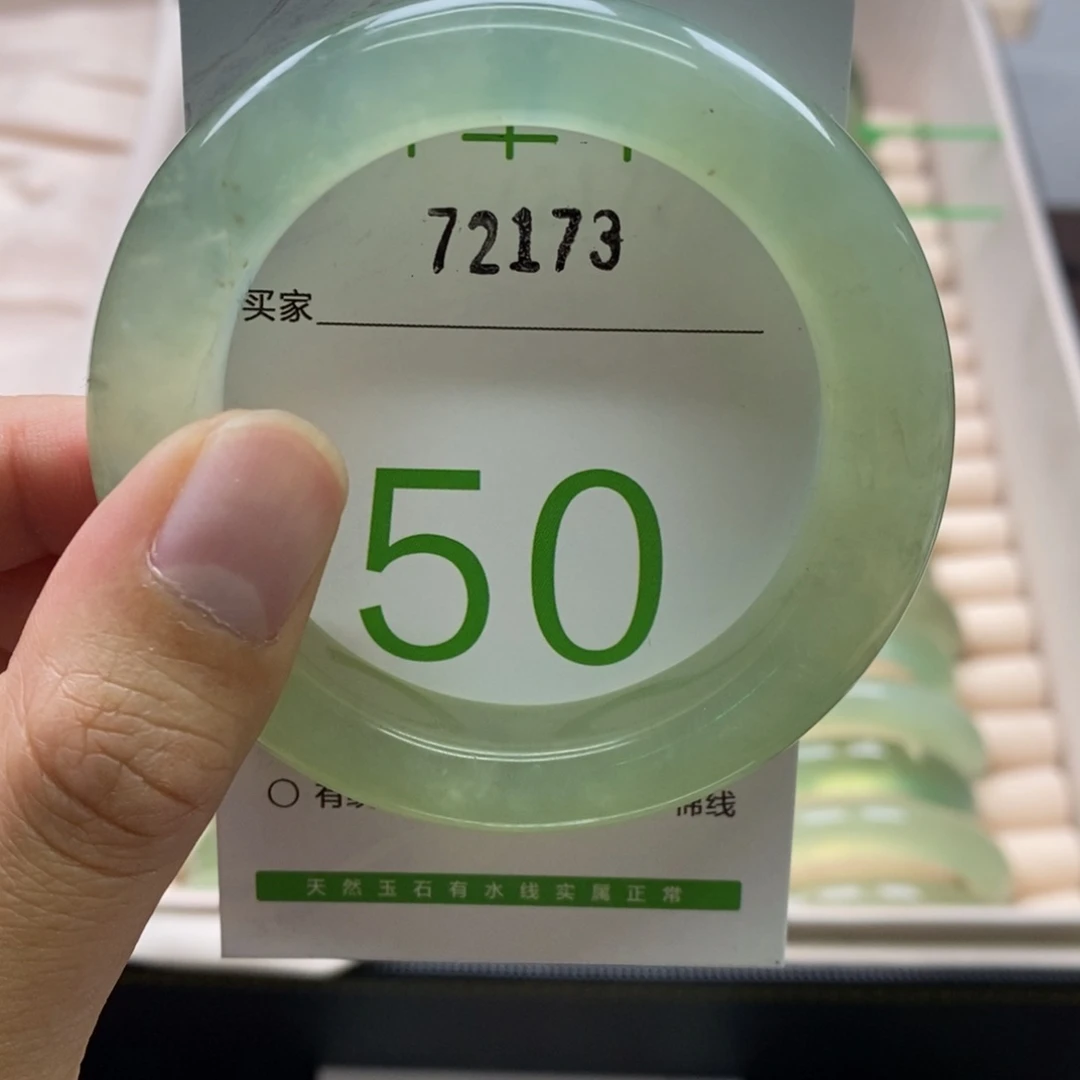 72173
买家
50
○ 有
棉线
天然玉石有水线实属正常